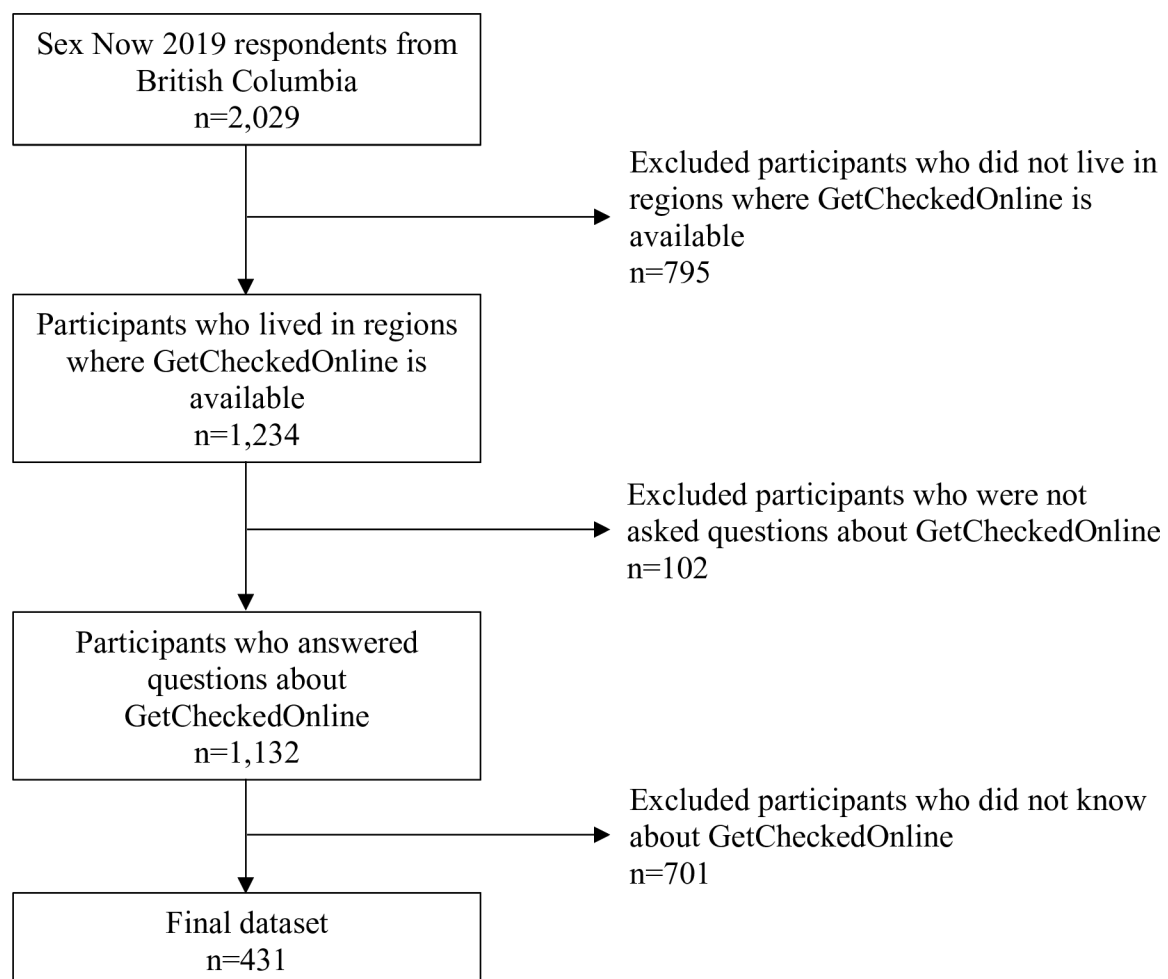 Sex Now 2019 respondents from
British Columbia
n=2,029
Excluded participants who did not live in
regions where GetCheckedOnline is
available
n=795
Participants who lived in regions
where GetCheckedOnline is
available
n=1,234
Excluded participants who were not
asked questions about GetCheckedOnline
n=102
Participants who answered
questions about
GetCheckedOnline
n=1,132
Excluded participants who did not know
about GetCheckedOnline
n=701
Final dataset
n=431